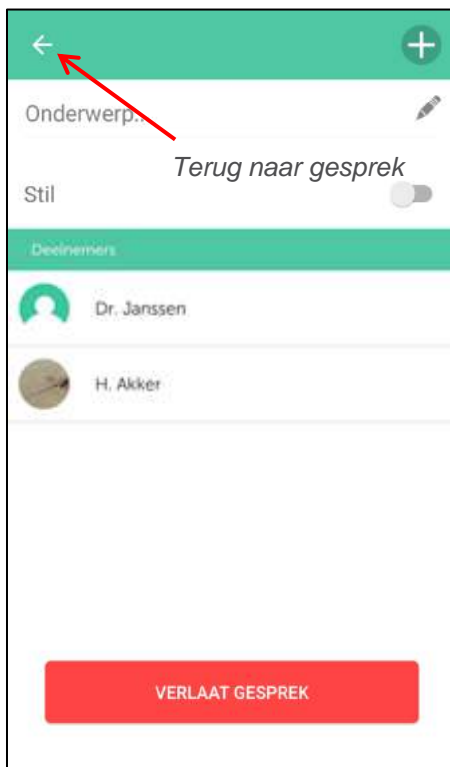 Onderwerp...
Terug naar gesprek
Stil
Deelnemers
Dr. Janssen
H. Akker
VERLAAT GESPREK